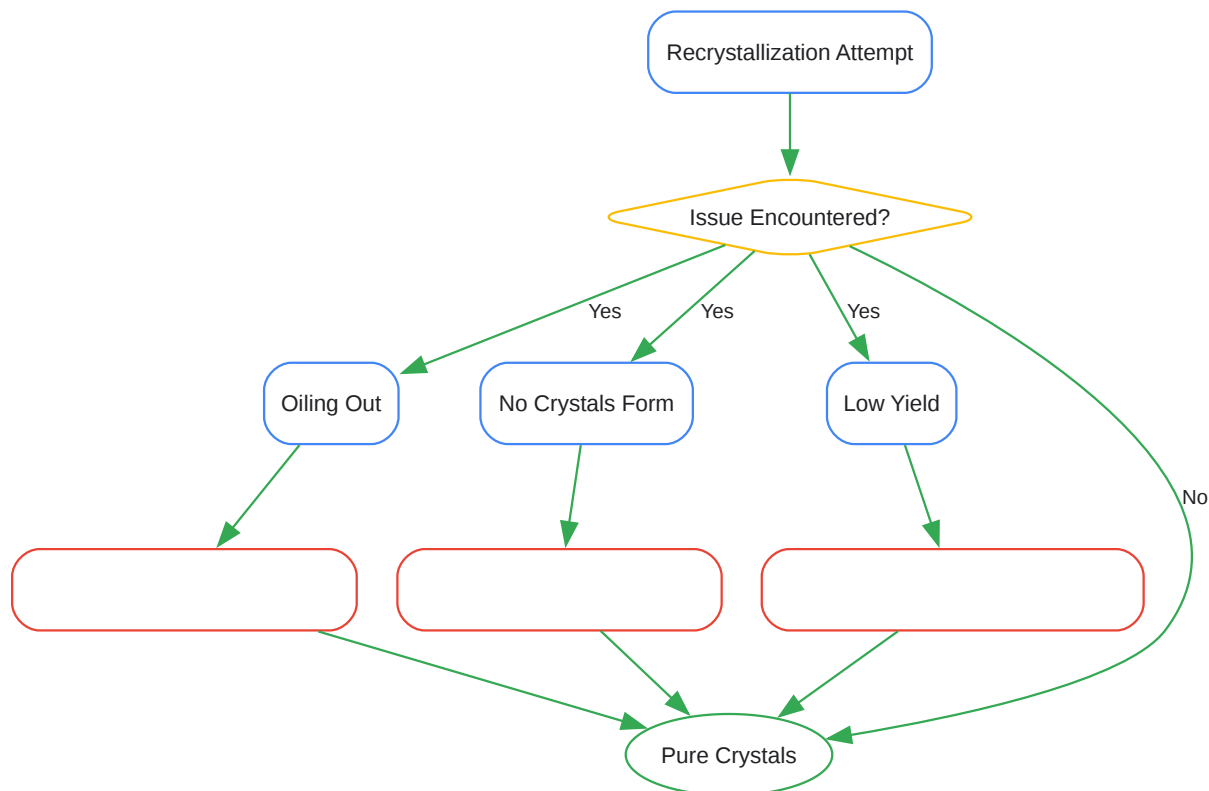 Recrystallization Attempt
Issue Encountered?
Yes
Yes
Yes
Oiling Out
No Crystals Form
Low Yield
No
Pure Crystals